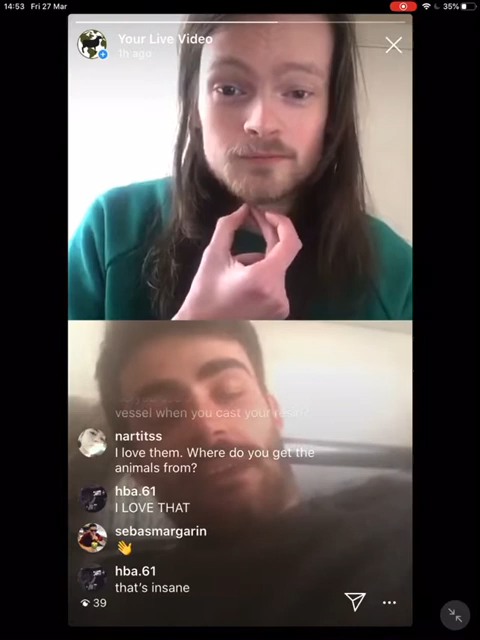 14:53 Fri 27 Mar
35%
Your Live Video
1h ago
vessel when you cast your resin?
nartitss
I love them. Where do you get the
animals from?
hba.61
I LOVE THAT
sebasmargarin
👋
hba.61
that's insane
39